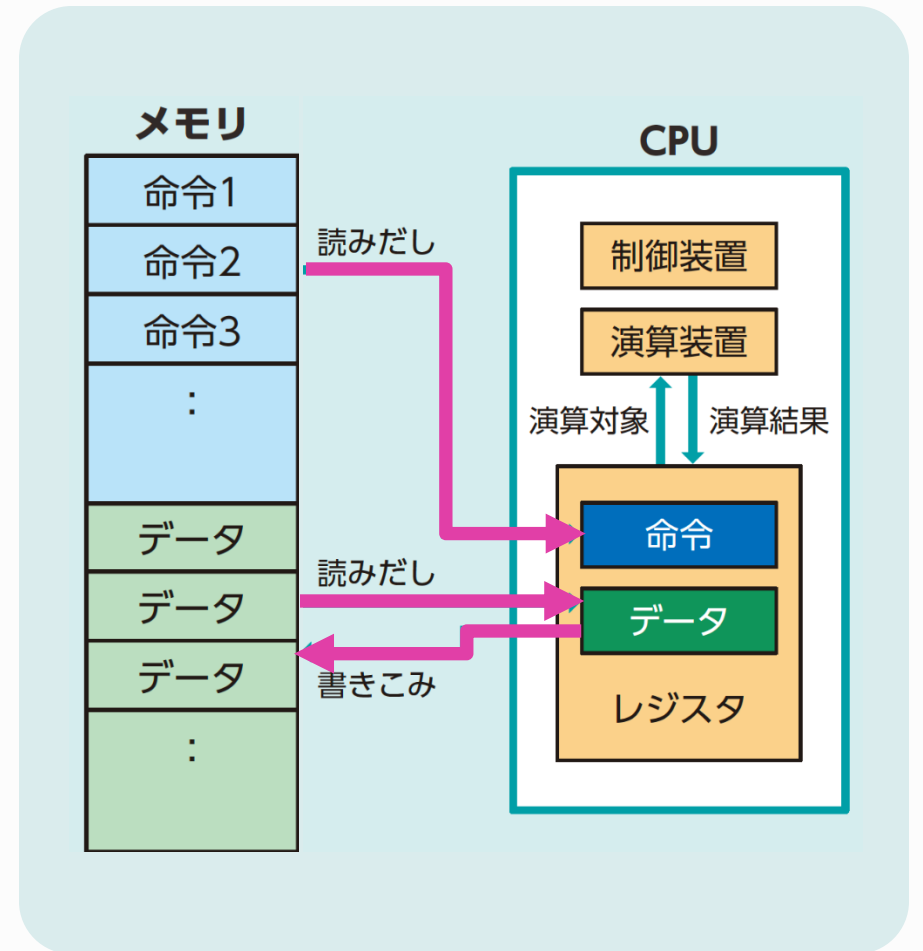 メモリ
命令1
命令2
命令3
：
データ
データ
データ
：
読みだし
読みだし
書きこみ
CPU
制御装置
演算装置
演算対象
演算結果
命令
データ
レジスタ